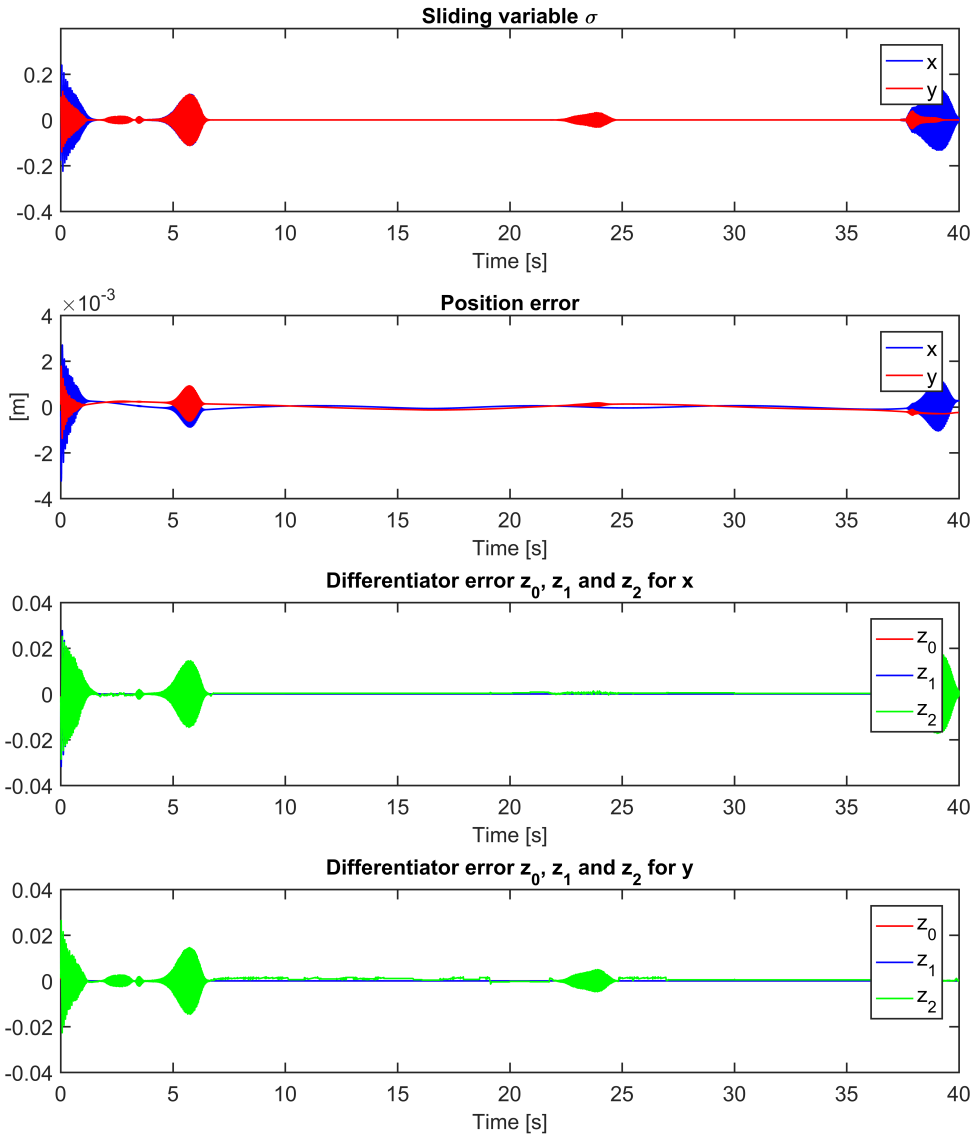 Sliding variable σ
0.2
0
-0.2
-0.4
x
y
0 5 10 15 20 25 30 35 40
Time [s]
×10⁻³
Position error
4
2
0
-2
-4
[m]
x
y
0 5 10 15 20 25 30 35 40
Time [s]
Differentiator error z₀, z₁ and z₂ for x
0.04
0.02
0
-0.02
-0.04
z₀
z₁
z₂
0 5 10 15 20 25 30 35 40
Time [s]
Differentiator error z₀, z₁ and z₂ for y
0.04
0.02
0
-0.02
-0.04
z₀
z₁
z₂
0 5 10 15 20 25 30 35 40
Time [s]